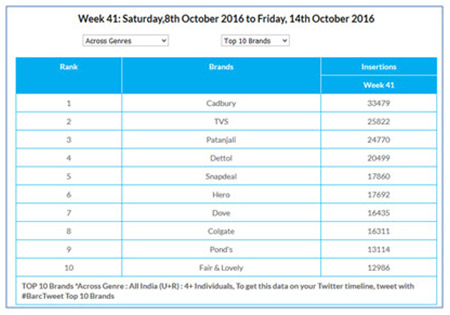 Week 41: Saturday,8th October 2016 to Friday, 14th October 2016
Across Genres Top 10 Brands
Rank Brands Insertions
Week 41
1 Cadbury 33479
2 TVS 25822
3 Patanjali 24770
4 Dettol 20499
5 Snapdeal 17860
6 Hero 17692
7 Dove 16435
8 Colgate 16311
9 Pond's 13114
10 Fair & Lovely 12986
TOP 10 Brands *Across Genre : All India (U+R) : 4+ Individuals, To get this data on your Twitter timeline, tweet with
#BarcTweet Top 10 Brands